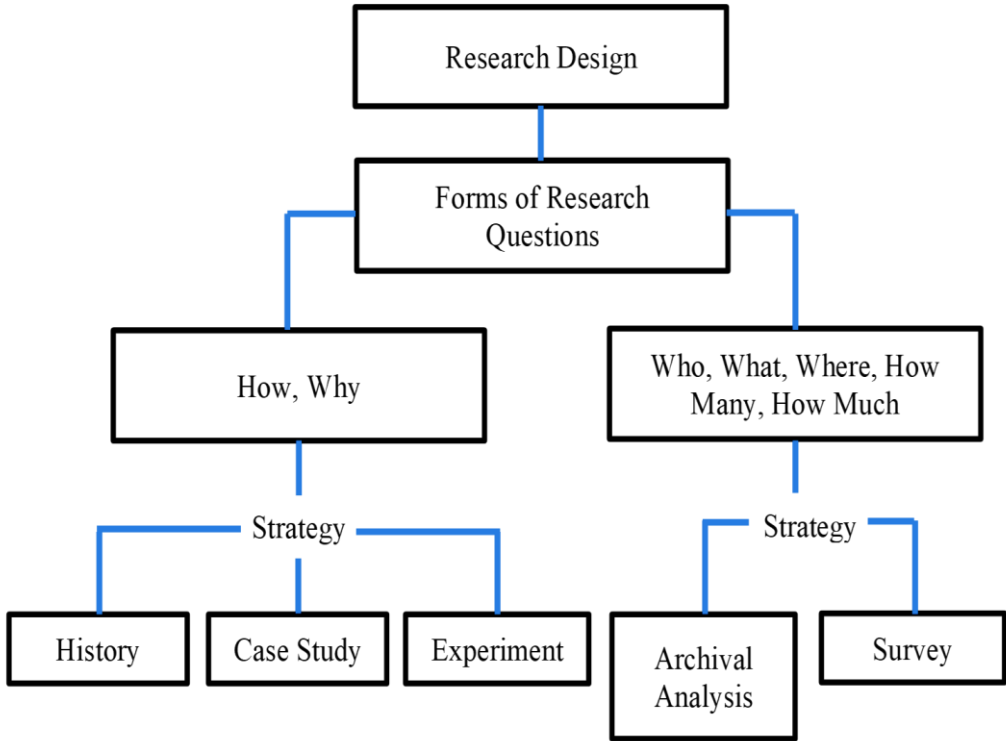 Research Design
Forms of Research
Questions
How, Why
Who, What, Where, How
Many, How Much
Strategy
Strategy
History
Case Study
Experiment
Archival
Analysis
Survey